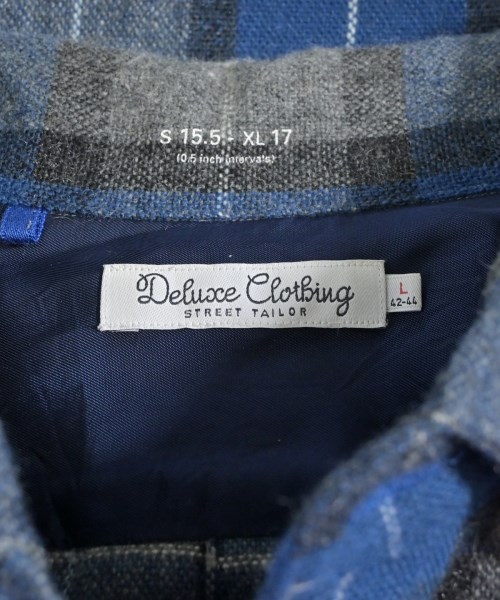 S 15.5 - XL 17
(0.5 inch intervals)
Deluxe Clothing
STREET TAILOR
L
42-44